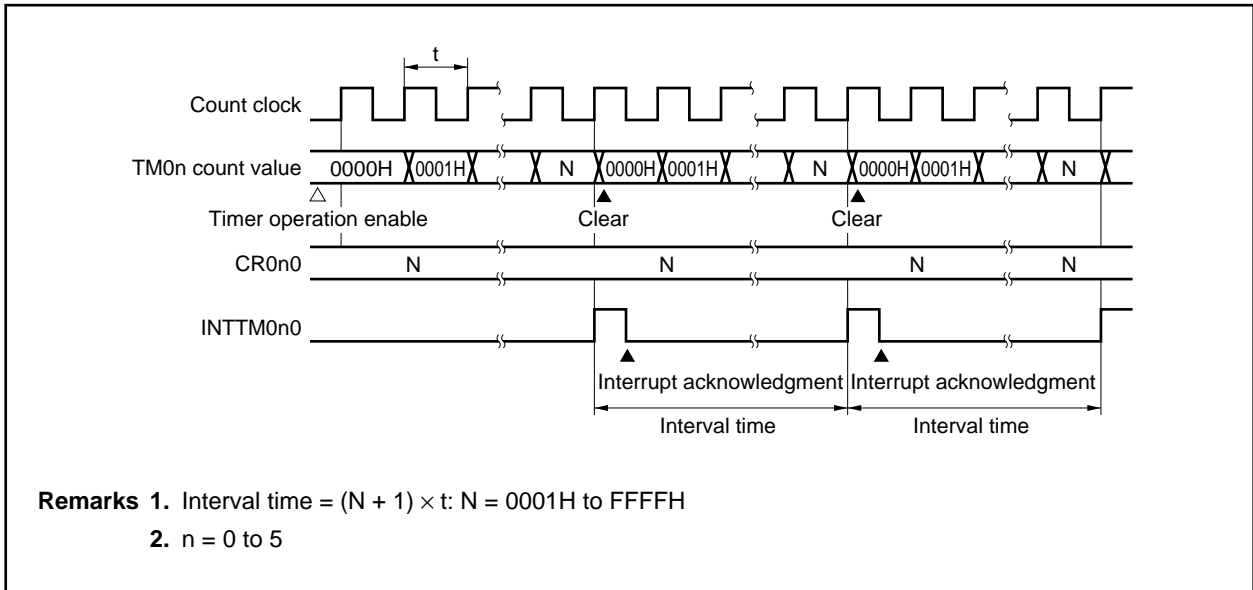 t
Count clock
TM0n count value 0000H 0001H N 0000H 0001H N 0000H 0001H N
Timer operation enable Clear Clear
CR0n0 N N N N
INTTM0n0
Interrupt acknowledgment Interrupt acknowledgment
Interval time Interval time
Remarks 1. Interval time = (N + 1) × t: N = 0001H to FFFFH
2. n = 0 to 5